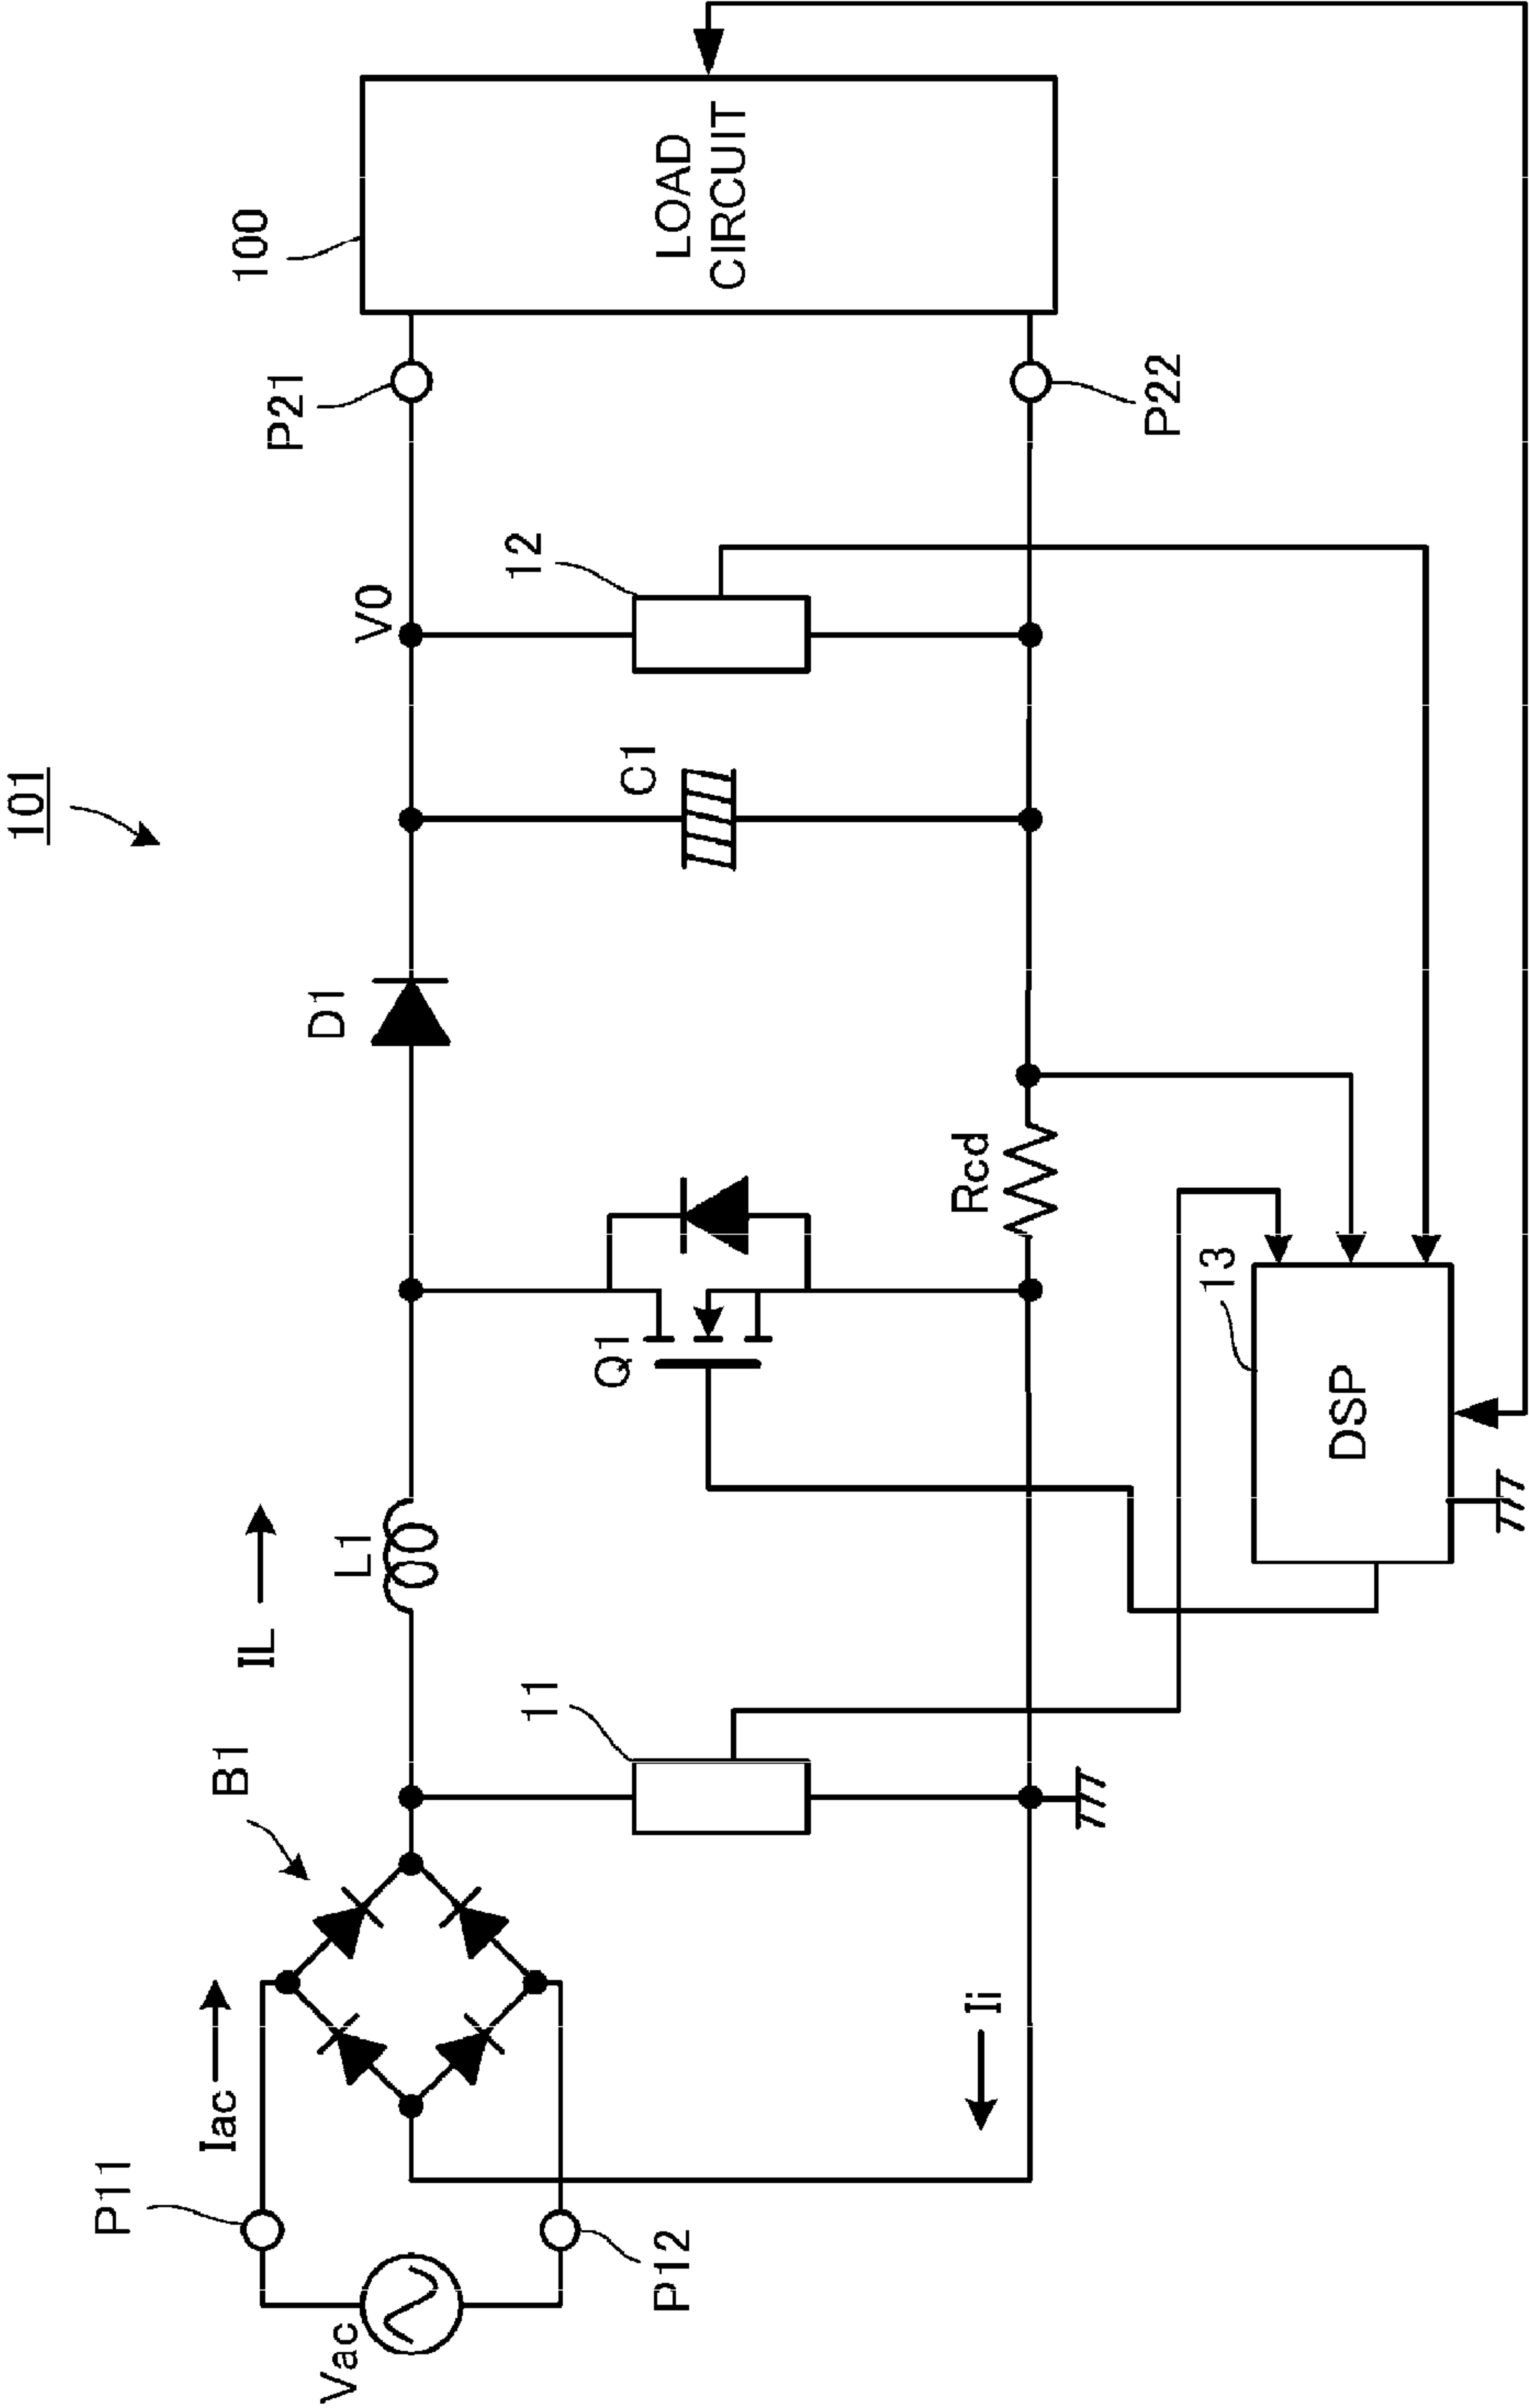 101
Vac
P11
P12
Iac
B1
IL
L1
11
Ii
Q1
D1
Rcd
C1
V0
12
P21
P22
100
LOAD
CIRCUIT
13
DSP